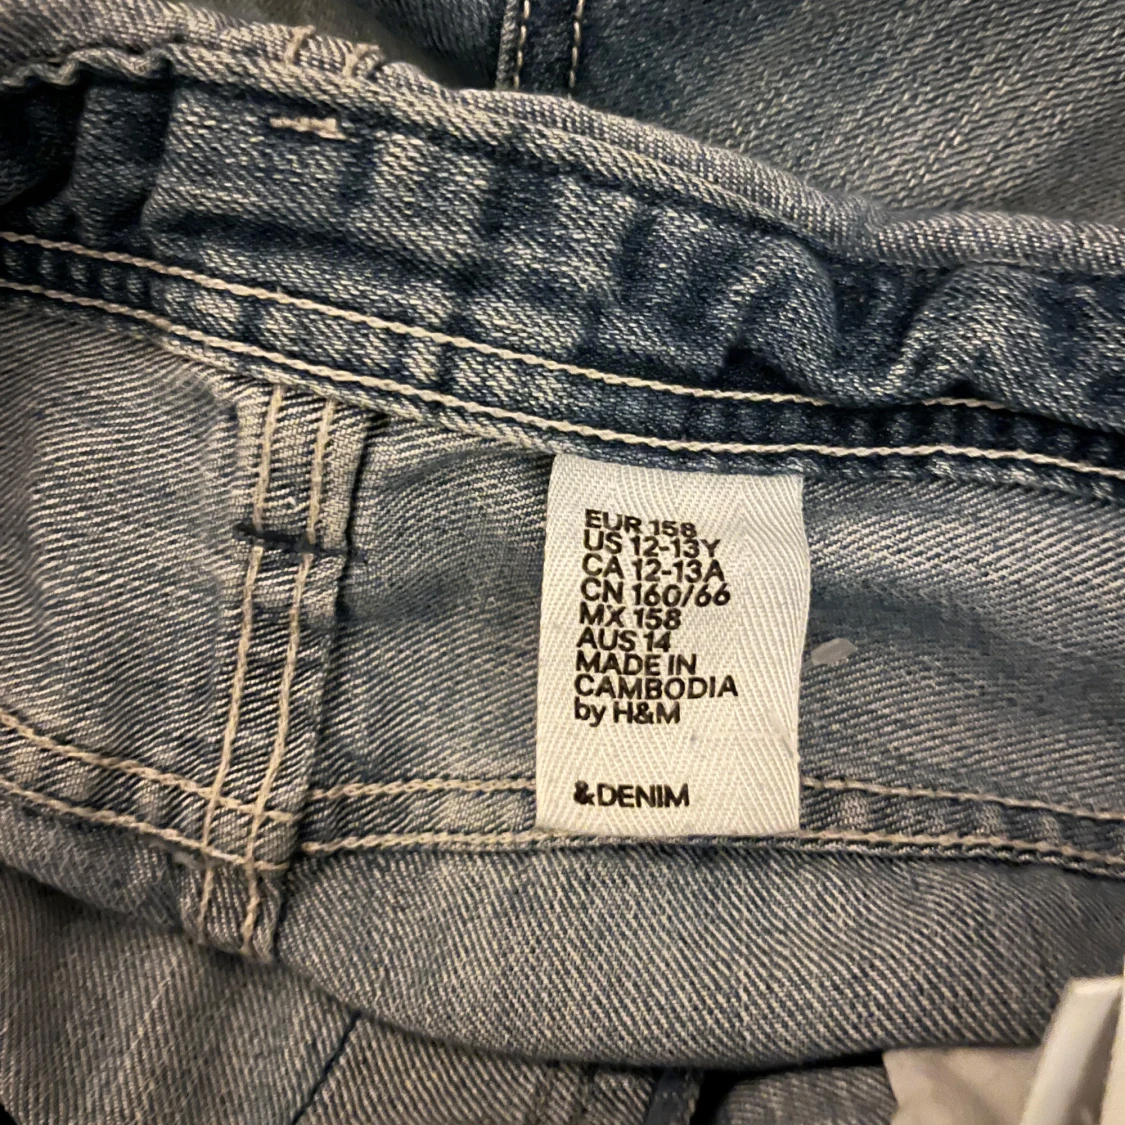 EUR 158
US 12-13Y
CA 12-13A
CN 160/66
MX 158
AUS 14
MADE IN
CAMBODIA
by H&M
&DENIM